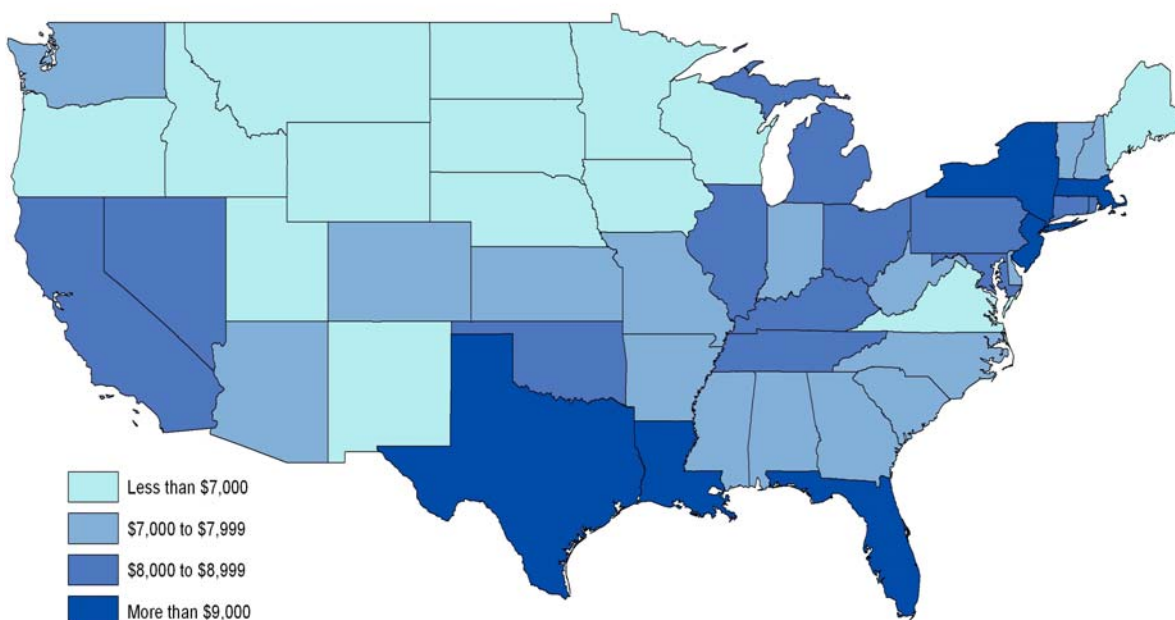 Less than $7,000
$7,000 to $7,999
$8,000 to $8,999
More than $9,000